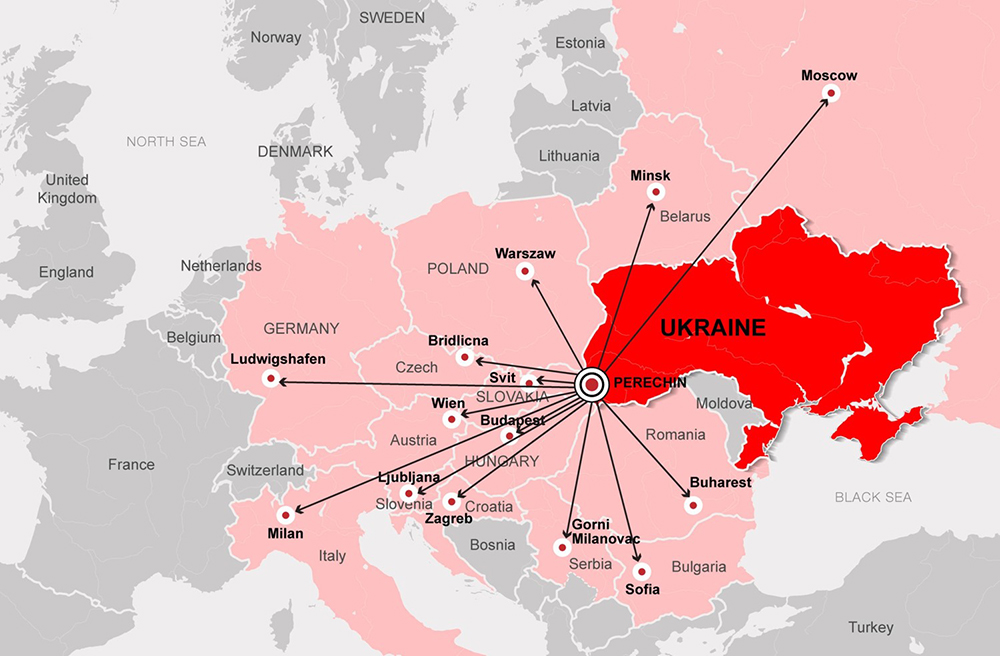 SWEDEN
Norway
Estonia
Moscow
Latvia
NORTH SEA
DENMARK
Lithuania
Minsk
United
Kingdom
Belarus
Warszaw
Netherlands
POLAND
England
GERMANY
UKRAINE
Belgium
Bridlicna
Ludwigshafen
Czech
Svit
PERECHIN
SLOVAKIA
Wien
Moldova
Budapest
Austria
Romania
France
HUNGARY
Switzerland
Ljubljana
Buharest
BLACK SEA
Slovenia
Croatia
Zagreb
Milan
Gorni
Milanovac
Bosnia
Italy
Serbia
Bulgaria
Sofia
Turkey